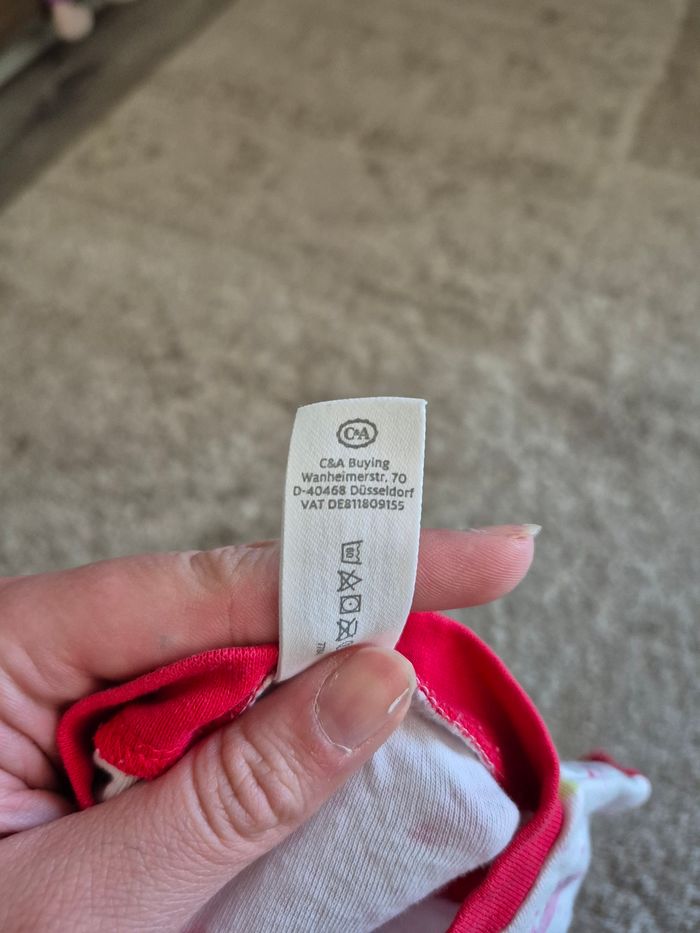 C&A
C&A Buying
Wanheimerstr. 70
D-40468 Düsseldorf
VAT DE811809155